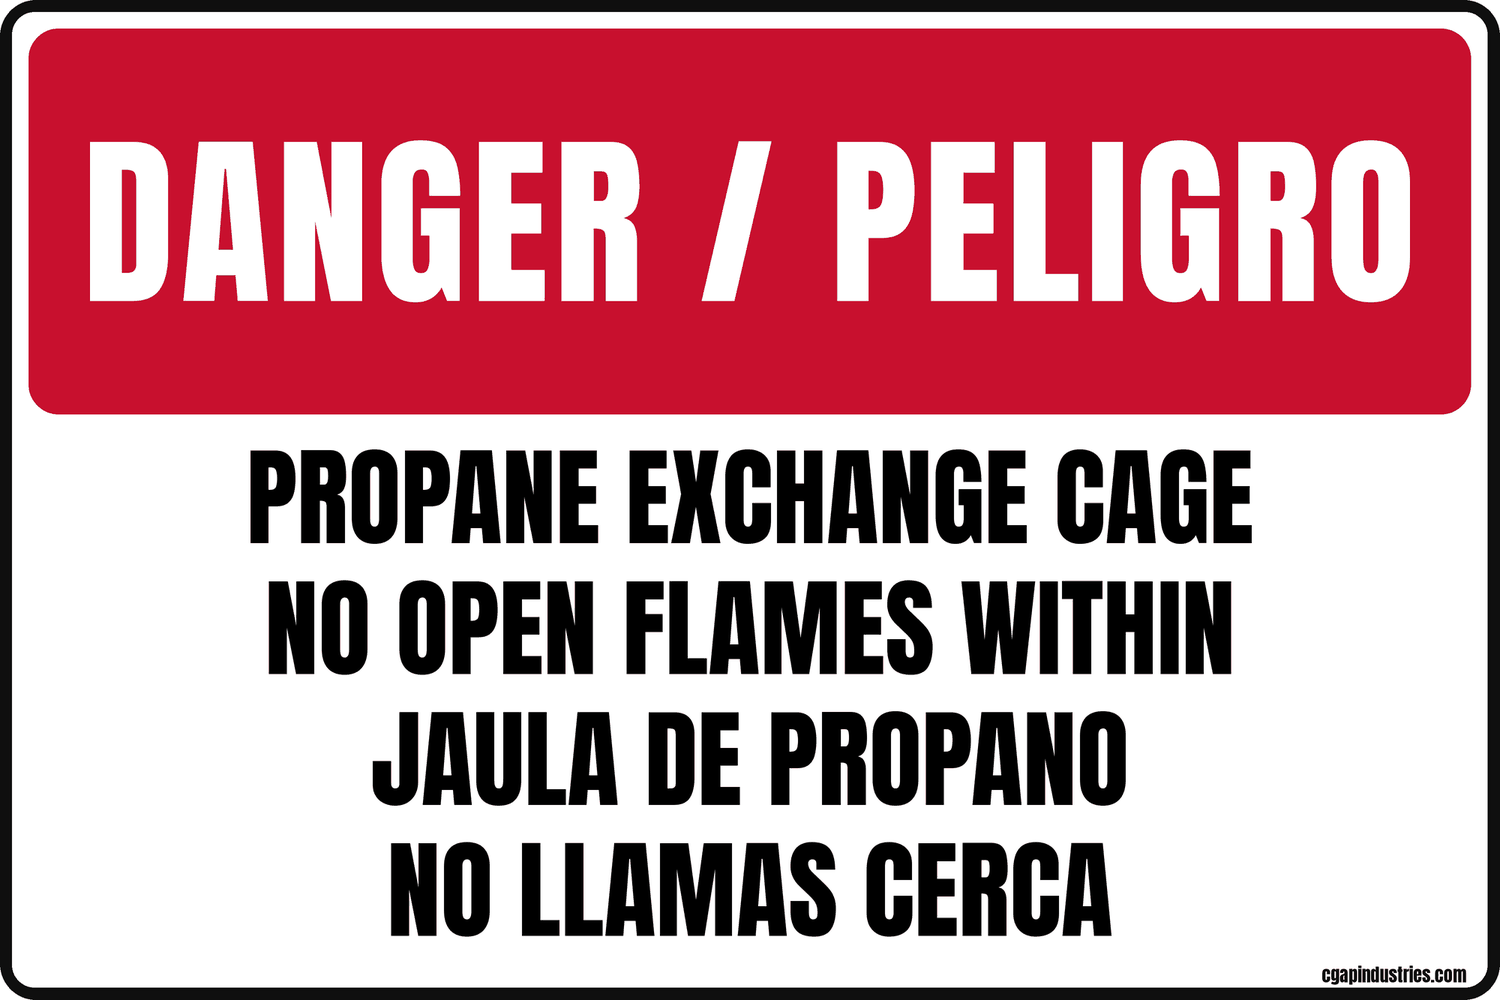 DANGER / PELIGRO
PROPANE EXCHANGE CAGE
NO OPEN FLAMES WITHIN
JAULA DE PROPANO
NO LLAMAS CERCA
cgapindustries.com